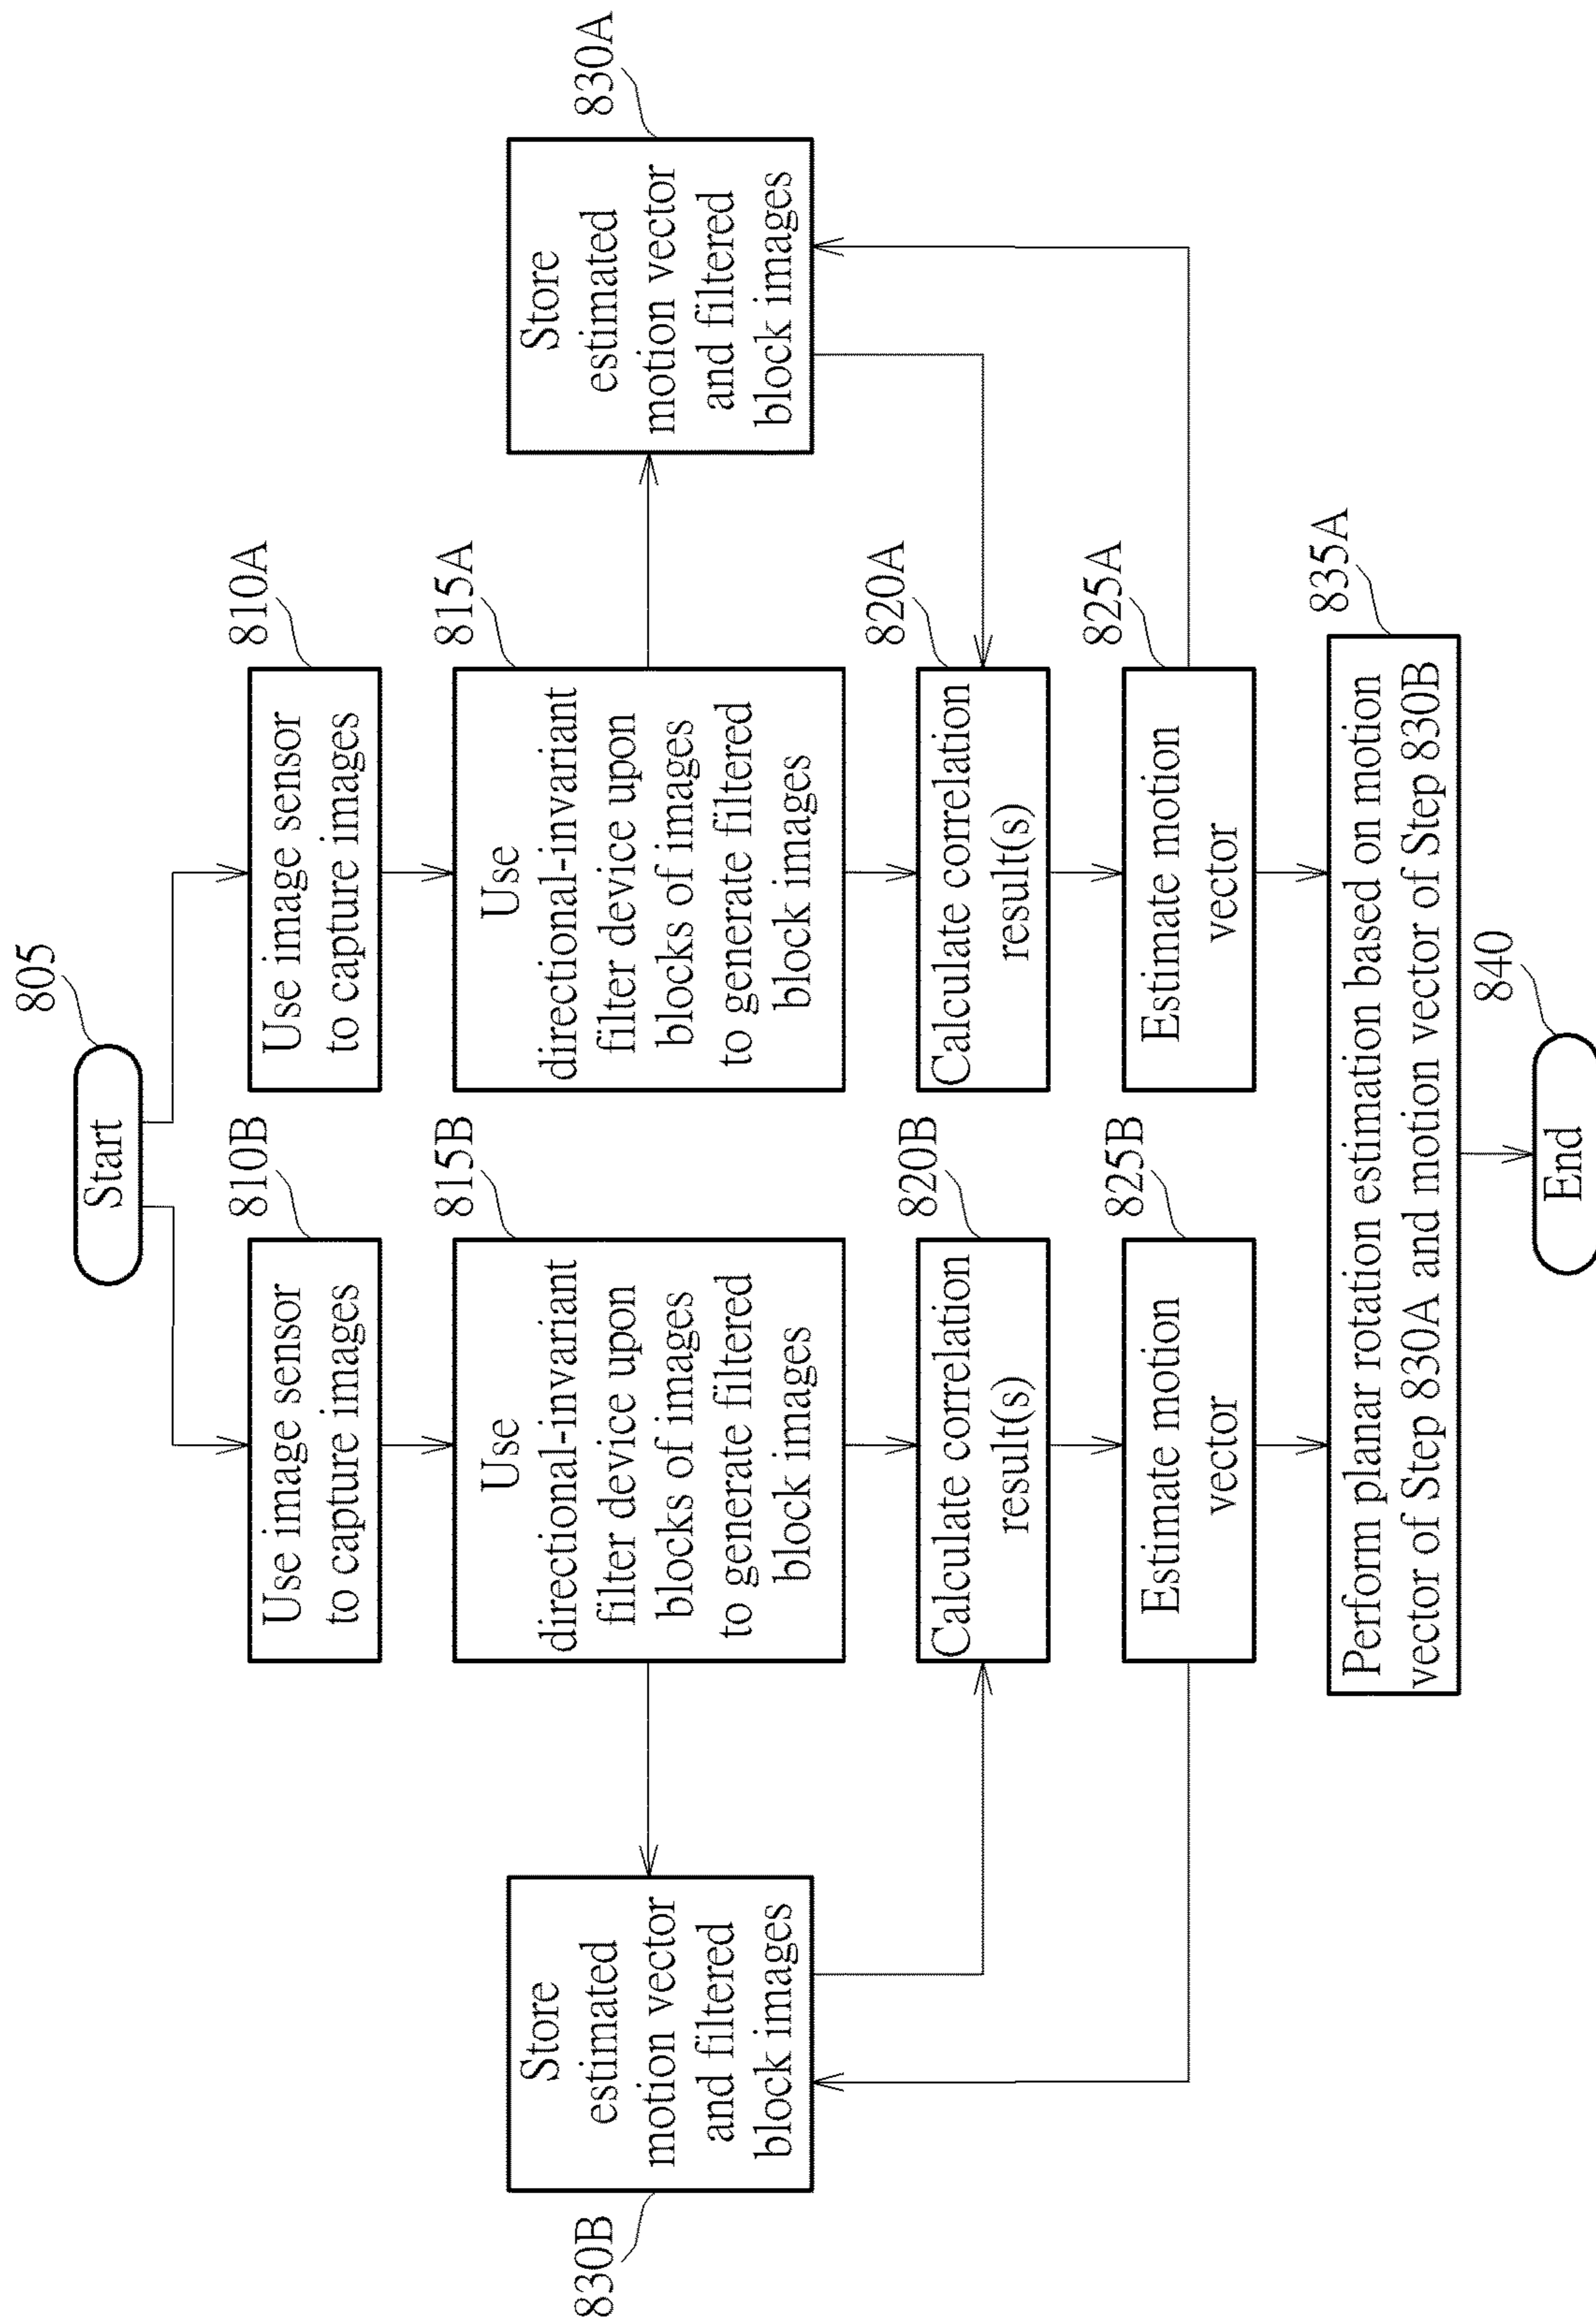 805
Start
810B
Use image sensor
to capture images
810A
Use image sensor
to capture images
815B
Use
directional-invariant
filter device upon
blocks of images
to generate filtered
block images
815A
Use
directional-invariant
filter device upon
blocks of images
to generate filtered
block images
830B
Store
estimated
motion vector
and filtered
block images
830A
Store
estimated
motion vector
and filtered
block images
820B
Calculate correlation
result(s)
820A
Calculate correlation
result(s)
825B
Estimate motion
vector
825A
Estimate motion
vector
835A
Perform planar rotation estimation based on motion
vector of Step 830A and motion vector of Step 830B
840
End